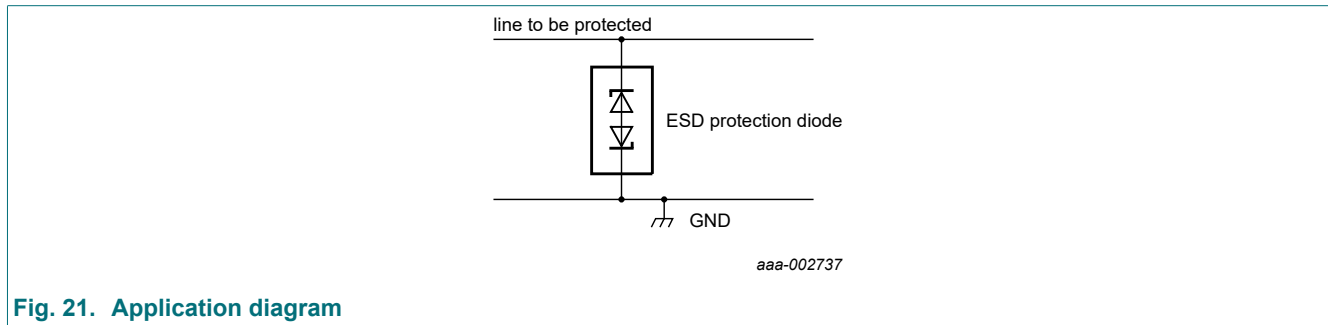 line to be protected
ESD protection diode
GND
aaa-002737
Fig. 21. Application diagram